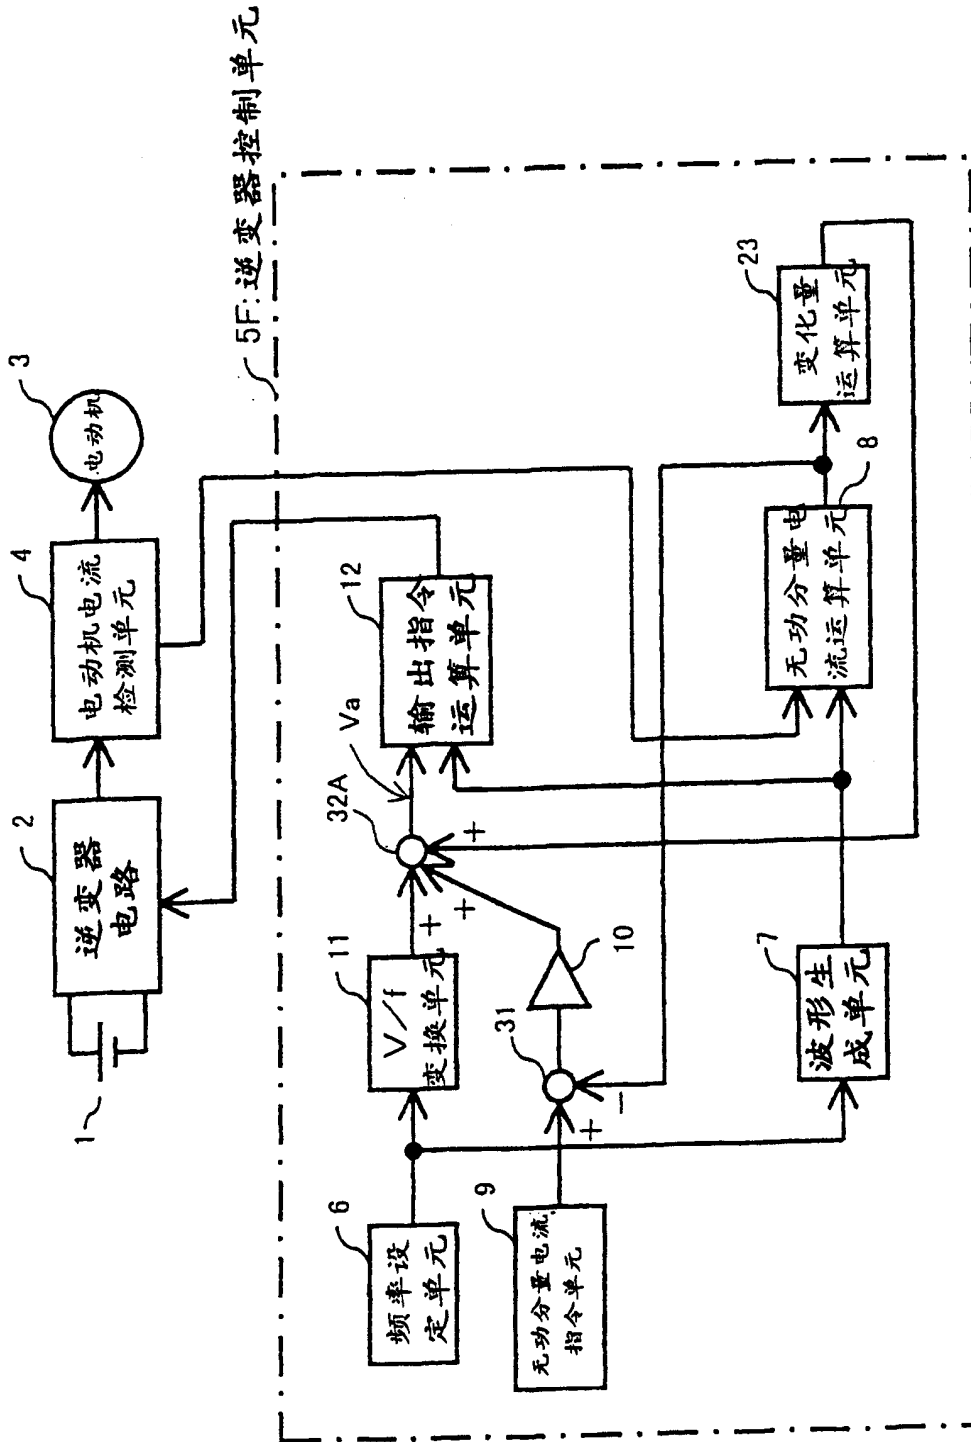 1
2
逆变器
电路
4
电动机电流
检测单元
3
电动机
5F:逆变器控制单元
6
频率设
定单元
11
V/f
变换单元
+
32A
+
+
Va
12
输出指令
运算单元
9
无功分量电流
指令单元
+
31
-
10
7
波形生
成单元
8
无功分量电
流运算单元
23
变化量
运算单元